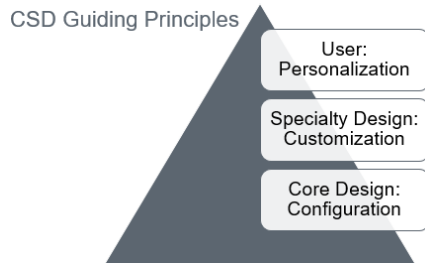 CSD Guiding Principles
User:
Personalization
Specialty Design:
Customization
Core Design:
Configuration